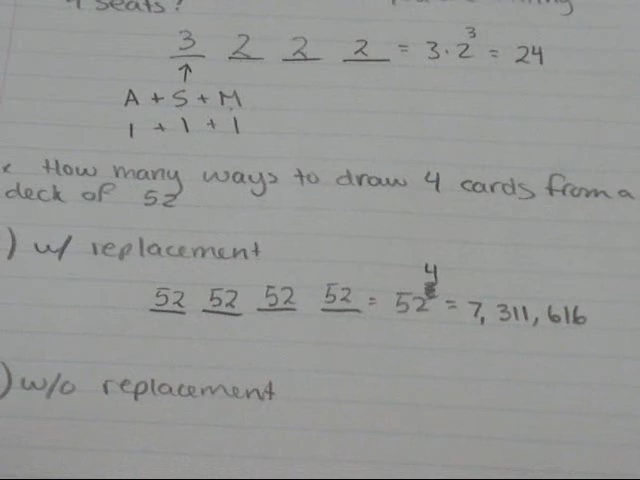 4 seats?
3 2 2 2 = 3·2³ = 24
↑
A + S + M
1 + 1 + 1
How many ways to draw 4 cards from a
deck of 52
) w/ replacement
52 52 52 52 = 52⁴ = 7,311,616
) w/o replacement